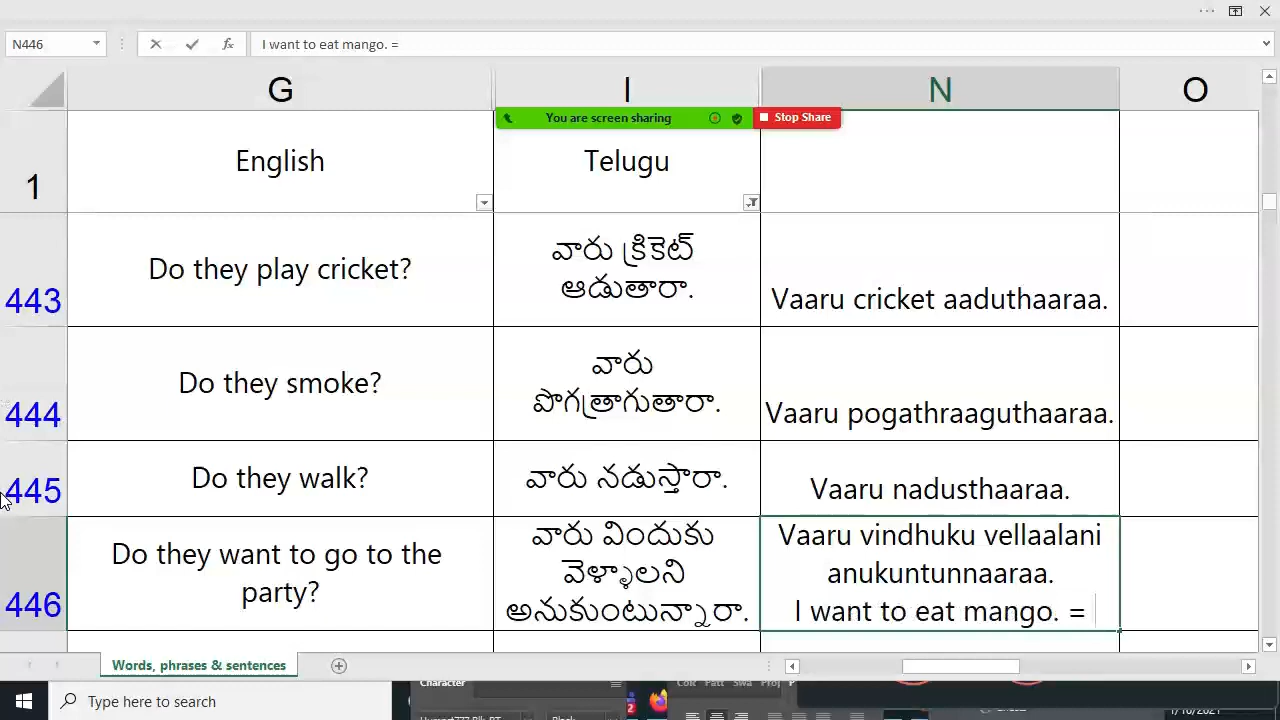 N446
I want to eat mango. =
G
I
N
O
You are screen sharing
Stop Share
1
English
Telugu
443
Do they play cricket?
వారు క్రికెట్
ఆడుతారా.
Vaaru cricket aaduthaaraa.
444
Do they smoke?
వారు
పొగత్రాగుతారా.
Vaaru pogathraaguthaaraa.
445
Do they walk?
వారు నడుస్తారా.
Vaaru nadusthaaraa.
446
Do they want to go to the
party?
వారు విందుకు
వెళ్ళాలని
అనుకుంటున్నారా.
Vaaru vindhuku vellaalani
anukuntunnaaraa.
I want to eat mango. =
Words, phrases & sentences
Type here to search
Character
2